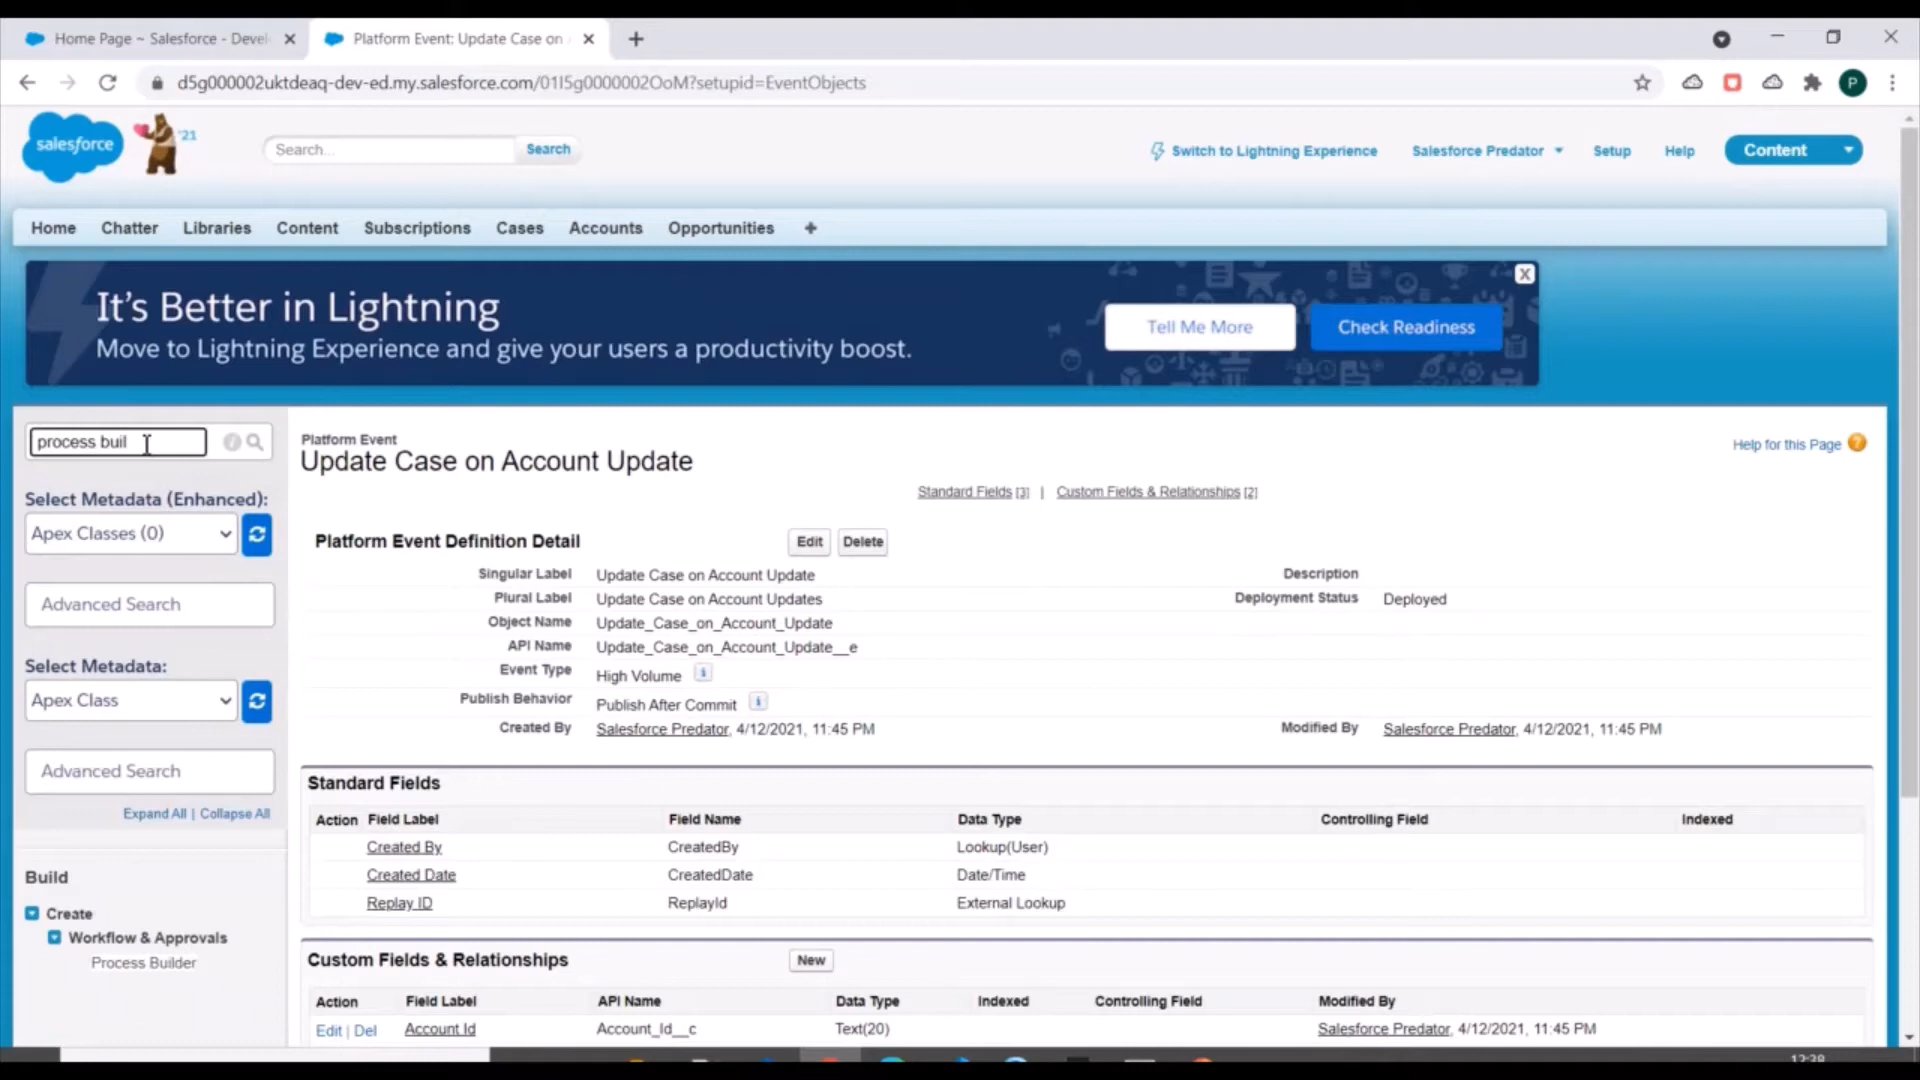 Home Page ~ Salesforce - Devel
Platform Event: Update Case on
d5g000002uktdeaq-dev-ed.my.salesforce.com/01I5g0000002OoM?setupid=EventObjects
P
salesforce
'21
Search...
Search
Switch to Lightning Experience
Salesforce Predator
Setup
Help
Content
Home
Chatter
Libraries
Content
Subscriptions
Cases
Accounts
Opportunities
It's Better in Lightning
Move to Lightning Experience and give your users a productivity boost.
Tell Me More
Check Readiness
X
process buil
Select Metadata (Enhanced):
Apex Classes (0)
Advanced Search
Select Metadata:
Apex Class
Advanced Search
Expand All | Collapse All
Build
Create
Workflow & Approvals
Process Builder
Platform Event
Update Case on Account Update
Help for this Page
Standard Fields [3] | Custom Fields & Relationships [2]
Platform Event Definition Detail
Edit
Delete
Singular Label Update Case on Account Update
Description
Plural Label Update Case on Account Updates
Deployment Status Deployed
Object Name Update_Case_on_Account_Update
API Name Update_Case_on_Account_Update__e
Event Type High Volume
Publish Behavior Publish After Commit
Created By Salesforce Predator, 4/12/2021, 11:45 PM
Modified By Salesforce Predator, 4/12/2021, 11:45 PM
Standard Fields
Action Field Label Field Name Data Type Controlling Field Indexed
Created By CreatedBy Lookup(User)
Created Date CreatedDate Date/Time
Replay ID ReplayId External Lookup
Custom Fields & Relationships
New
Action Field Label API Name Data Type Indexed Controlling Field Modified By
Edit | Del Account Id Account_Id__c Text(20) Salesforce Predator, 4/12/2021, 11:45 PM